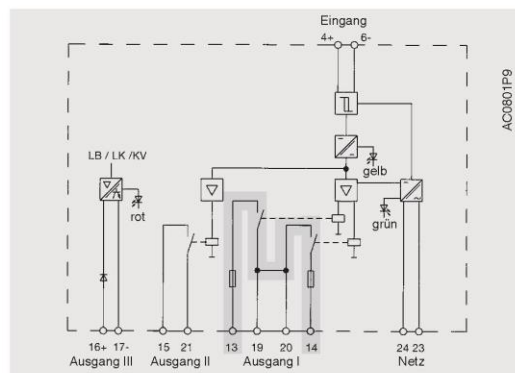 Eingang
4+ 6-
AC0801P9
gelb
LB / LK /KV
rot
grün
16+ 17- 15 21 13 19 20 14 24 23
Ausgang III Ausgang II Ausgang I Netz